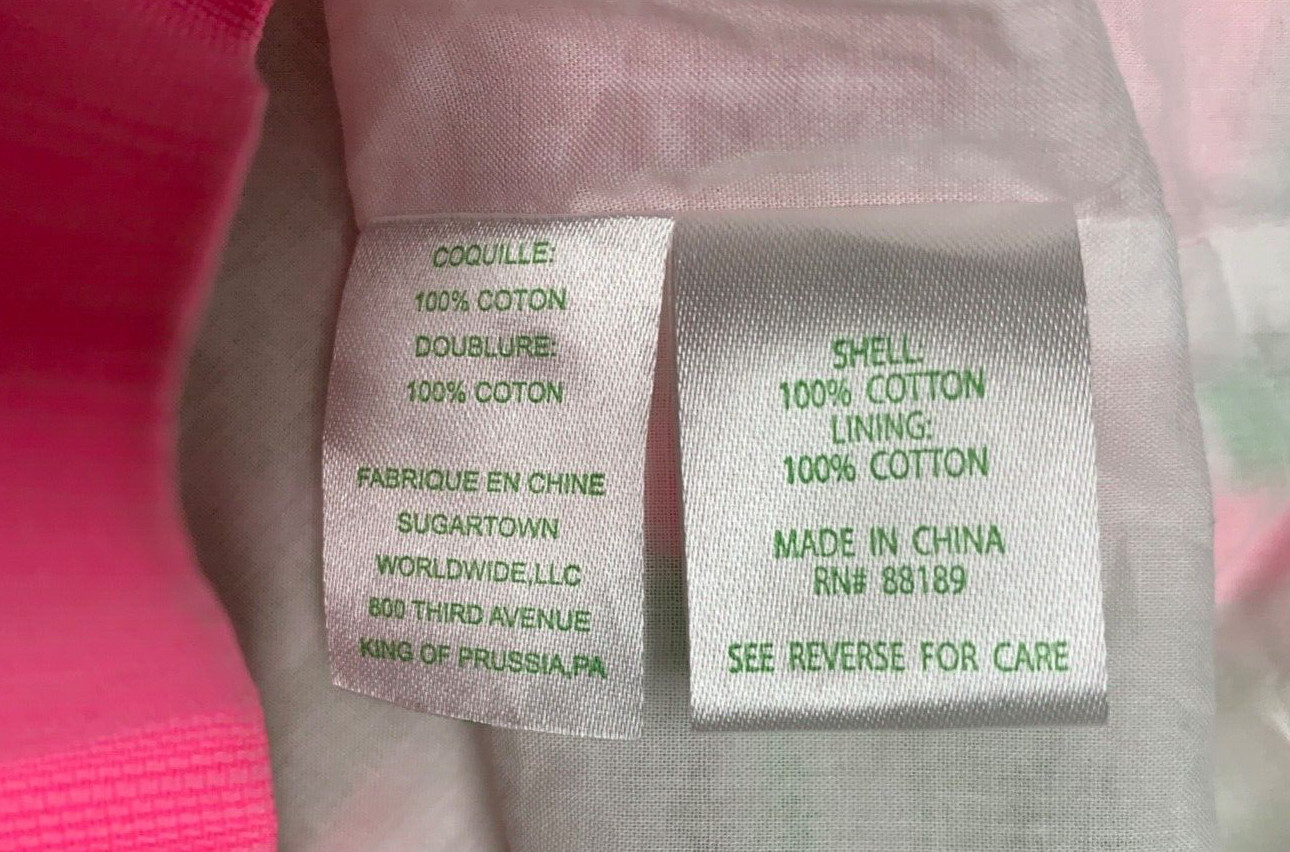 COQUILLE:
100% COTON
DOUBLURE:
100% COTON
FABRIQUE EN CHINE
SUGARTOWN
WORLDWIDE,LLC
800 THIRD AVENUE
KING OF PRUSSIA,PA
SHELL:
100% COTTON
LINING:
100% COTTON
MADE IN CHINA
RN# 88189
SEE REVERSE FOR CARE